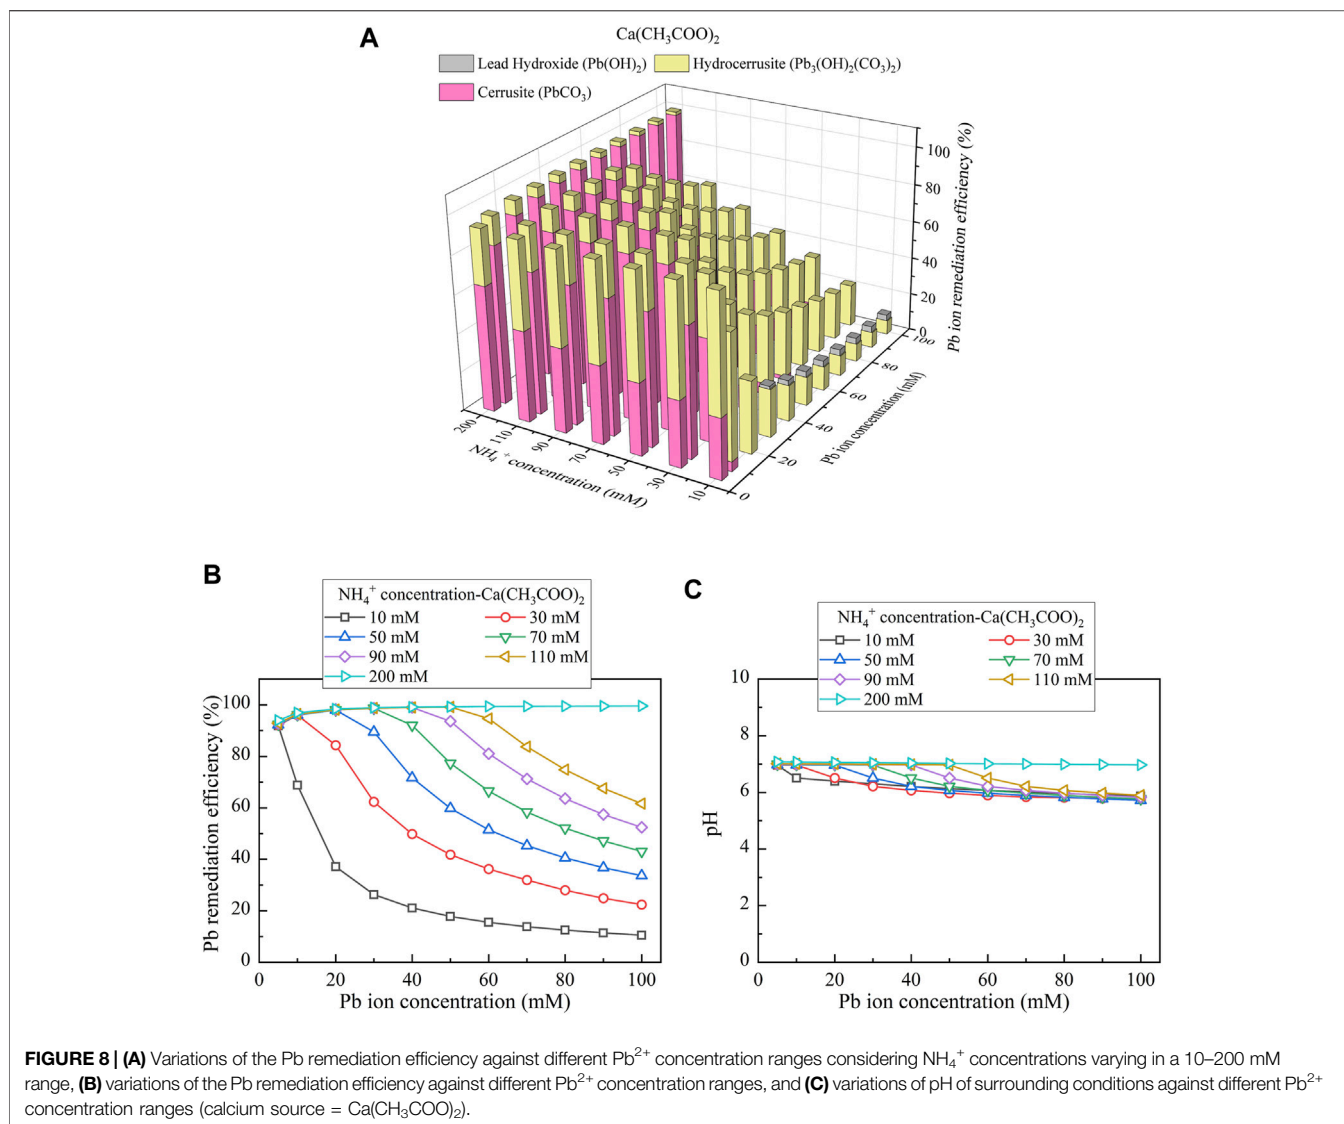 A
Ca(CH₃COO)₂
Lead Hydroxide (Pb(OH)₂) Hydrocerrusite (Pb₃(OH)₂(CO₃)₂)
Cerrusite (PbCO₃)
100
80
60
40
20
0
Pb ion remediation efficiency (%)
100
80
60
40
20
0
Pb ion concentration (mM)
200
110
90
70
50
30
10
NH₄⁺ concentration (mM)
B
NH₄⁺ concentration-Ca(CH₃COO)₂
10 mM 30 mM
50 mM 70 mM
90 mM 110 mM
200 mM
100
80
60
40
20
0
Pb remediation efficiency (%)
0 20 40 60 80 100
Pb ion concentration (mM)
C
NH₄⁺ concentration-Ca(CH₃COO)₂
10 mM 30 mM
50 mM 70 mM
90 mM 110 mM
200 mM
10
8
6
4
2
0
pH
0 20 40 60 80 100
Pb ion concentration (mM)
FIGURE 8 | (A) Variations of the Pb remediation efficiency against different Pb²⁺ concentration ranges considering NH₄⁺ concentrations varying in a 10–200 mM
range, (B) variations of the Pb remediation efficiency against different Pb²⁺ concentration ranges, and (C) variations of pH of surrounding conditions against different Pb²⁺
concentration ranges (calcium source = Ca(CH₃COO)₂).